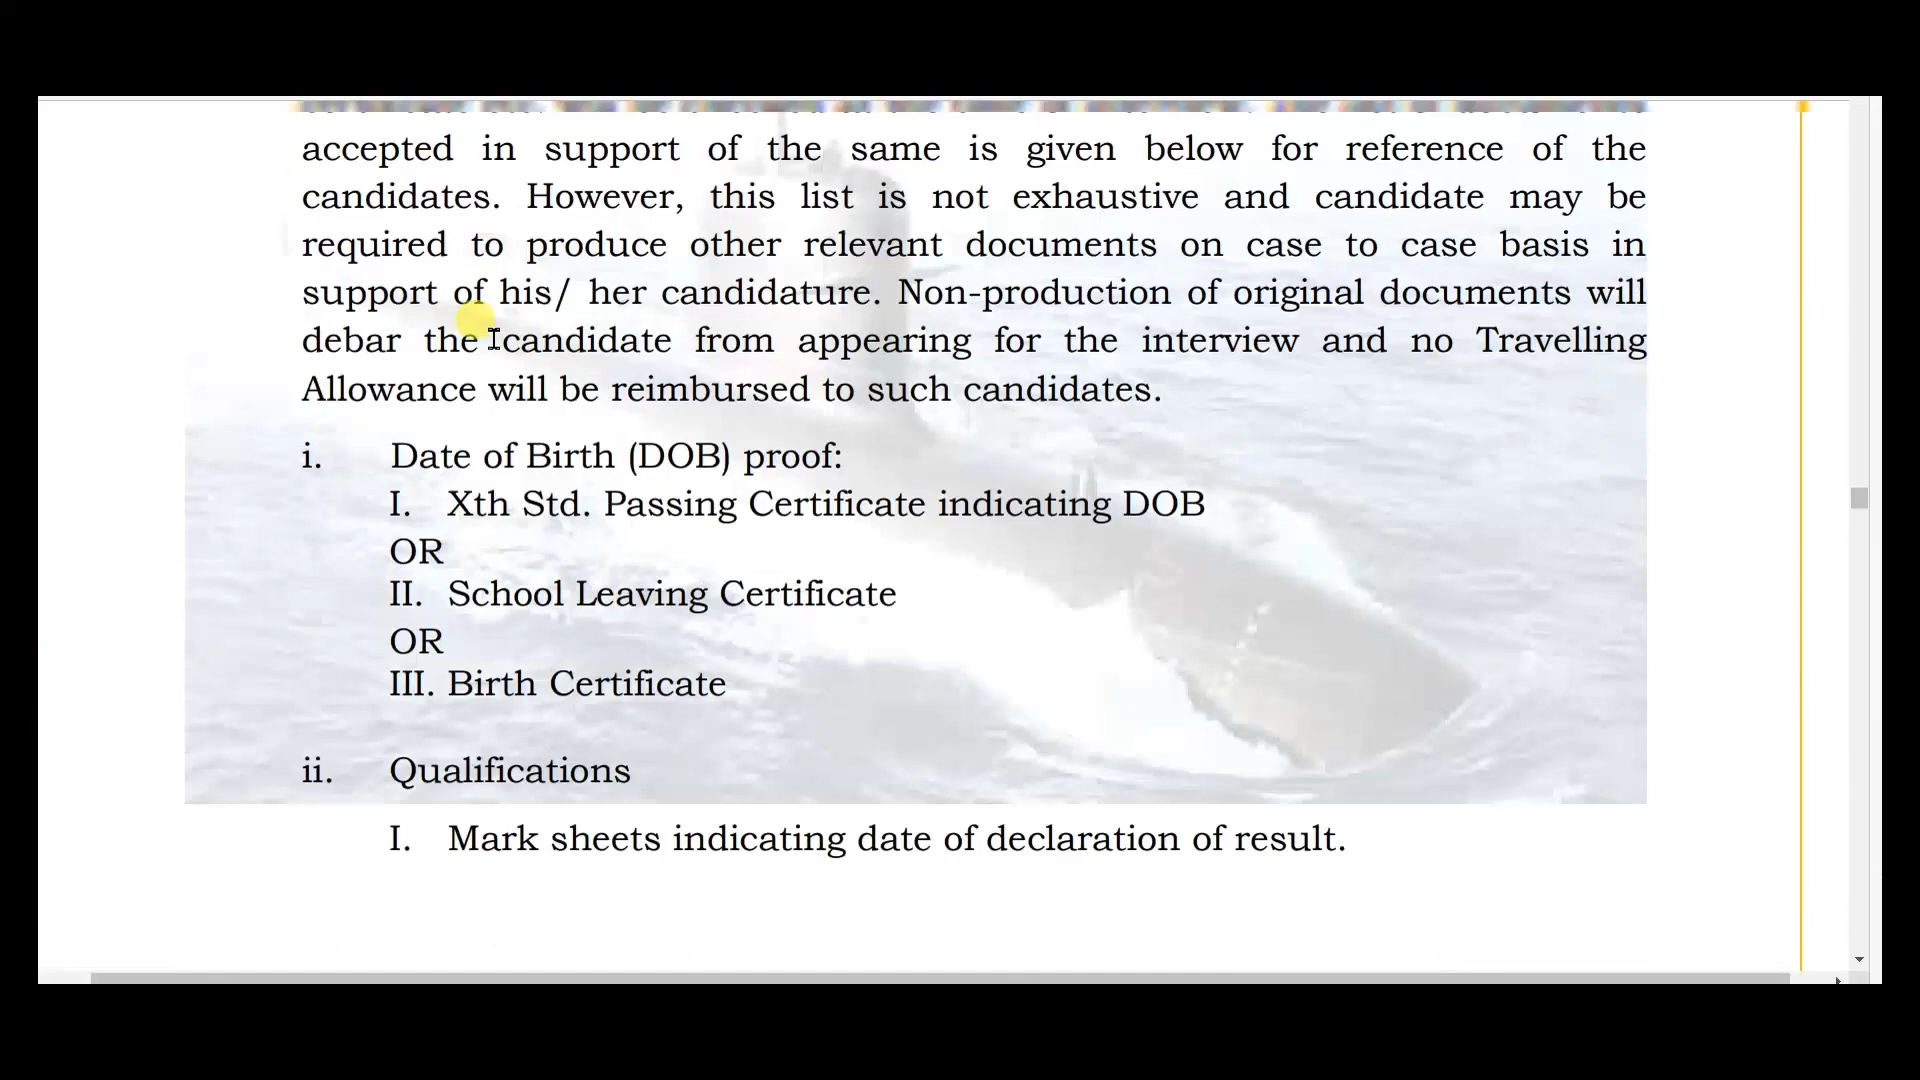 accepted in support of the same is given below for reference of the
candidates. However, this list is not exhaustive and candidate may be
required to produce other relevant documents on case to case basis in
support of his/ her candidature. Non-production of original documents will
debar the candidate from appearing for the interview and no Travelling
Allowance will be reimbursed to such candidates.
i. Date of Birth (DOB) proof:
I. Xth Std. Passing Certificate indicating DOB
OR
II. School Leaving Certificate
OR
III. Birth Certificate
ii. Qualifications
I. Mark sheets indicating date of declaration of result.